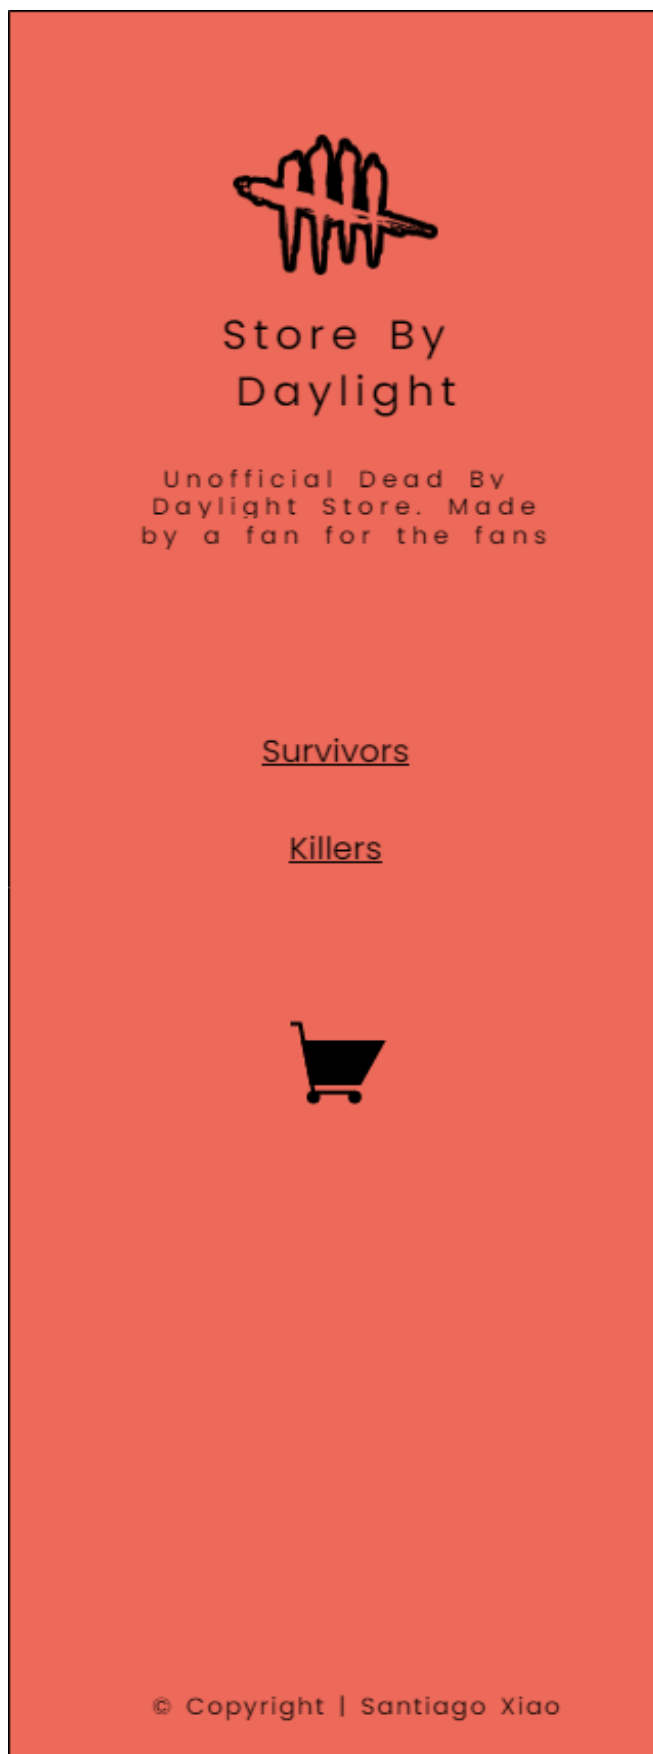 Store By
Daylight
Unofficial Dead By
Daylight Store. Made
by a fan for the fans
Survivors
Killers
© Copyright | Santiago Xiao